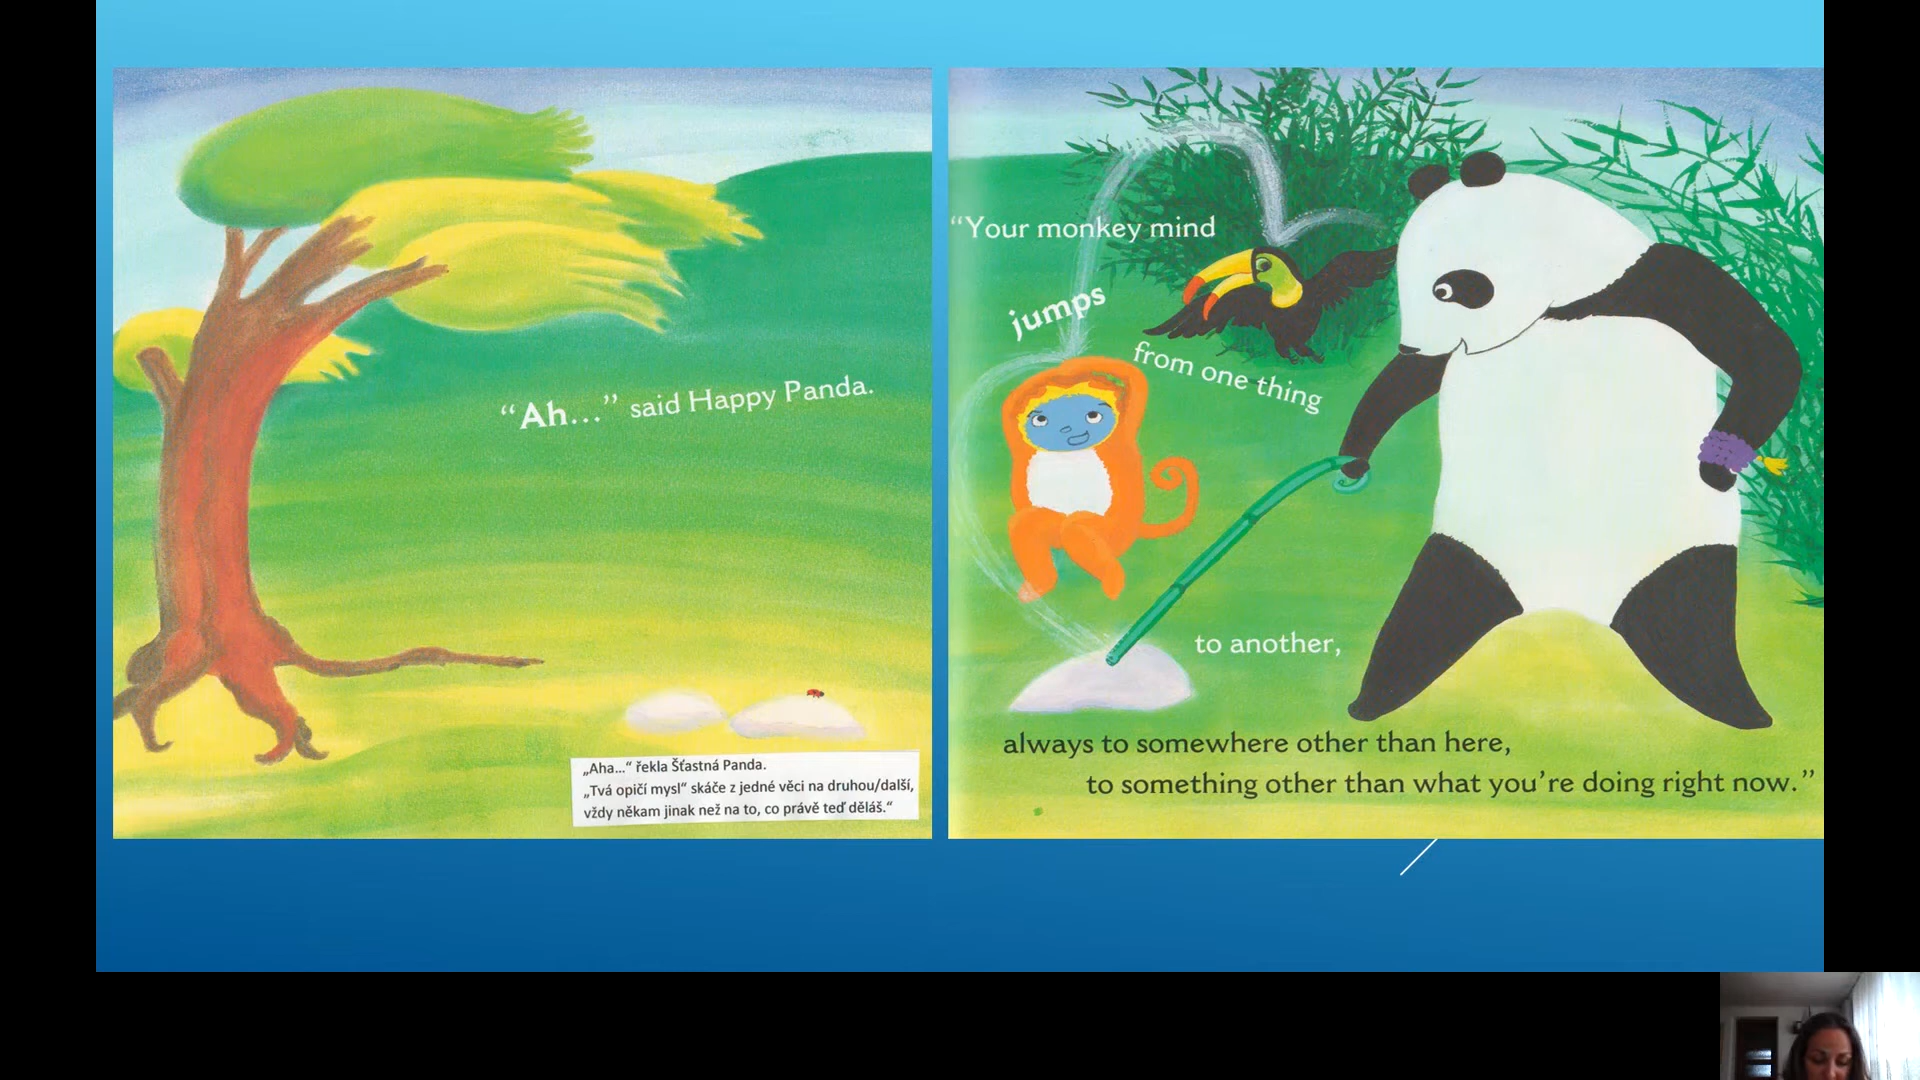 “Ah...” said Happy Panda.
„Aha...“ řekla Šťastná Panda.
„Tvá opičí mysl“ skáče z jedné věci na druhou/další,
vždy někam jinak než na to, co právě teď děláš.“
“Your monkey mind
jumps
from one thing
to another,
always to somewhere other than here,
to something other than what you’re doing right now.”